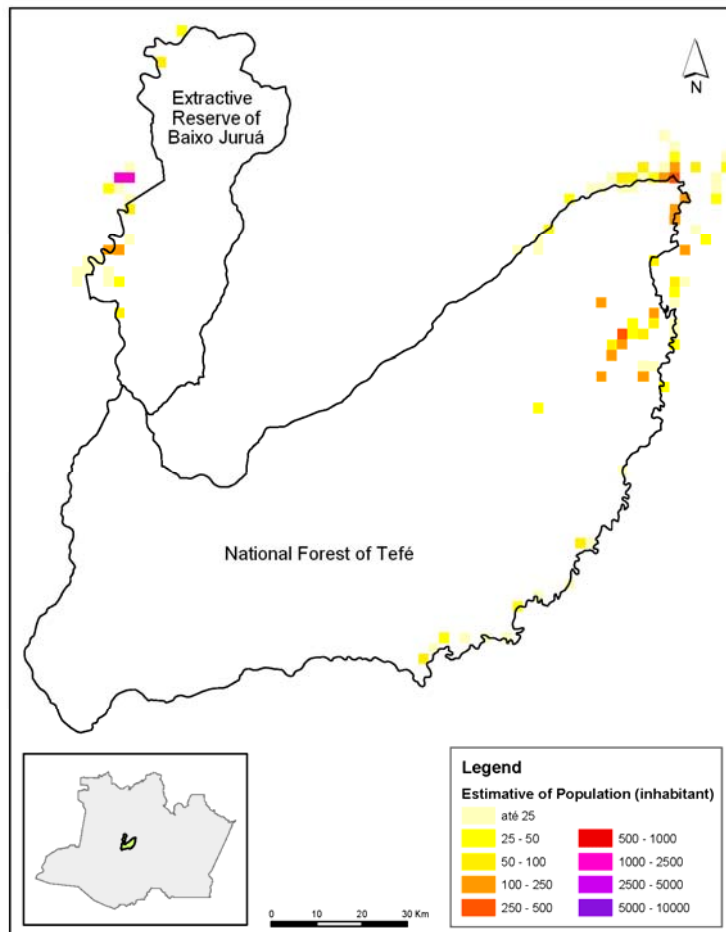 Extractive
Reserve of
Baixo Juruá
N
National Forest of Tefé
Legend
Estimative of Population (inhabitant)
até 25
25 - 50
50 - 100
100 - 250
250 - 500
500 - 1000
1000 - 2500
2500 - 5000
5000 - 10000
0 10 20 30 Km